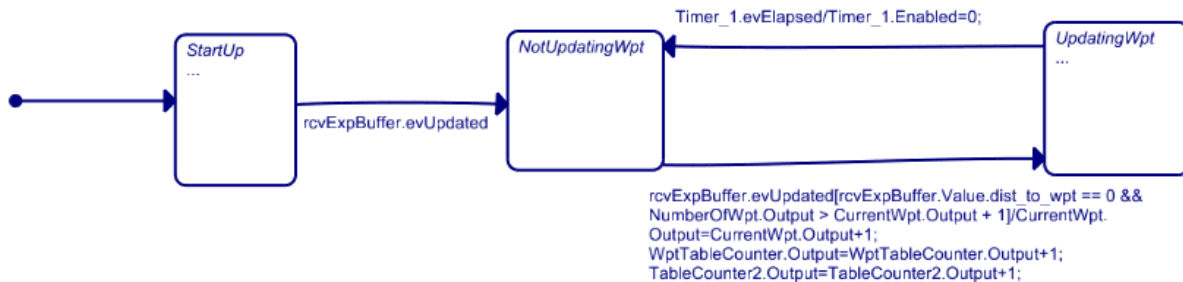 Timer_1.evElapsed/Timer_1.Enabled=0;
StartUp
...
NotUpdatingWpt
UpdatingWpt
...
rcvExpBuffer.evUpdated
rcvExpBuffer.evUpdated[rcvExpBuffer.Value.dist_to_wpt == 0 &&
NumberOfWpt.Output > CurrentWpt.Output + 1]/CurrentWpt.
Output=CurrentWpt.Output+1;
WptTableCounter.Output=WptTableCounter.Output+1;
TableCounter2.Output=TableCounter2.Output+1;